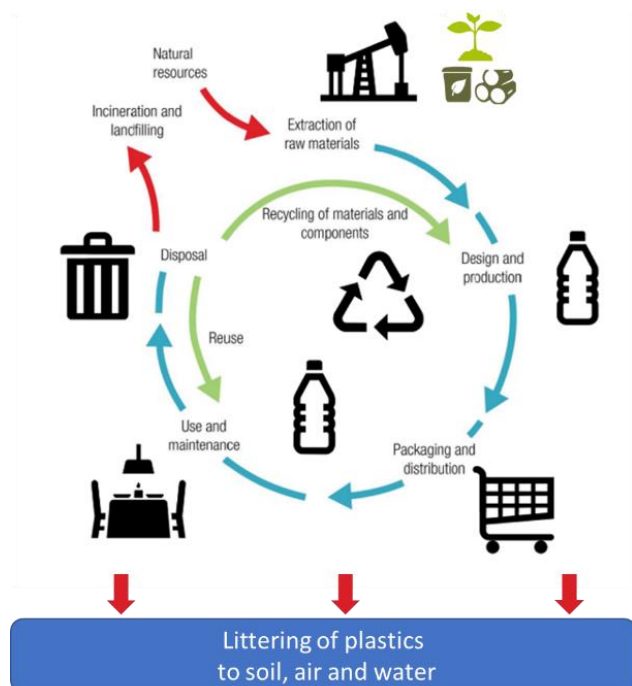 Natural
resources
Incineration and
landfilling
Extraction of
raw materials
Recycling of materials and
components
Disposal
Design and
production
Reuse
Use and
maintenance
Packaging and
distribution
Littering of plastics
to soil, air and water